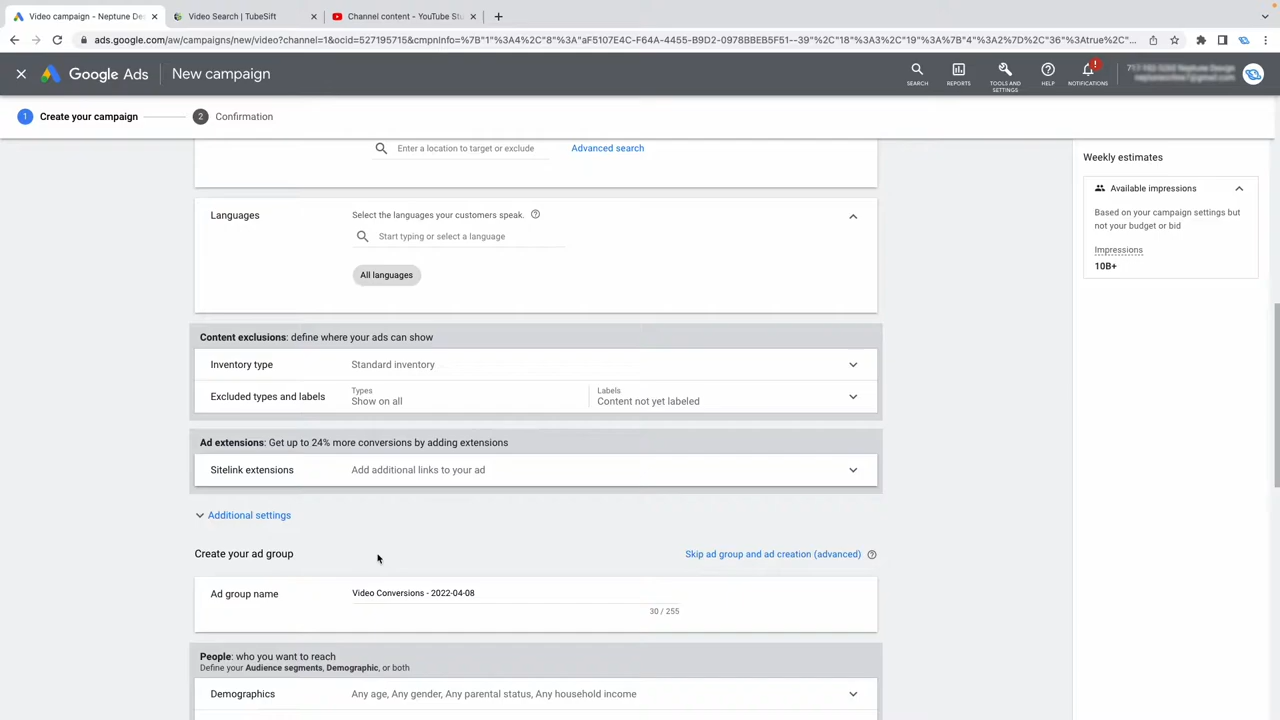 Video campaign - Neptune De
Video Search | TubeSift
Channel content - YouTube Stu
ads.google.com/aw/campaigns/new/video?channel=1&ocid=527195715&cmpnInfo=%7B"1"%3A4%2C"8"%3A"aF5107E4C-F64A-4455-B9D2-0978BBEB5F51--39"%2C"18"%3A3%2C"19"%3A%7B"4"%3A2%7D%2C"36"%3Atrue%2C"...
Google Ads
New campaign
SEARCH
REPORTS
TOOLS AND
SETTINGS
HELP
NOTIFICATIONS
1 Create your campaign
2 Confirmation
Enter a location to target or exclude
Advanced search
Weekly estimates
Available impressions
Based on your campaign settings but
not your budget or bid
Impressions
10B+
Languages
Select the languages your customers speak.
Start typing or select a language
All languages
Content exclusions: define where your ads can show
Inventory type
Standard inventory
Excluded types and labels
Types
Show on all
Labels
Content not yet labeled
Ad extensions: Get up to 24% more conversions by adding extensions
Sitelink extensions
Add additional links to your ad
Additional settings
Create your ad group
Skip ad group and ad creation (advanced)
Ad group name
Video Conversions - 2022-04-08
30 / 255
People: who you want to reach
Define your Audience segments, Demographic, or both
Demographics
Any age, Any gender, Any parental status, Any household income